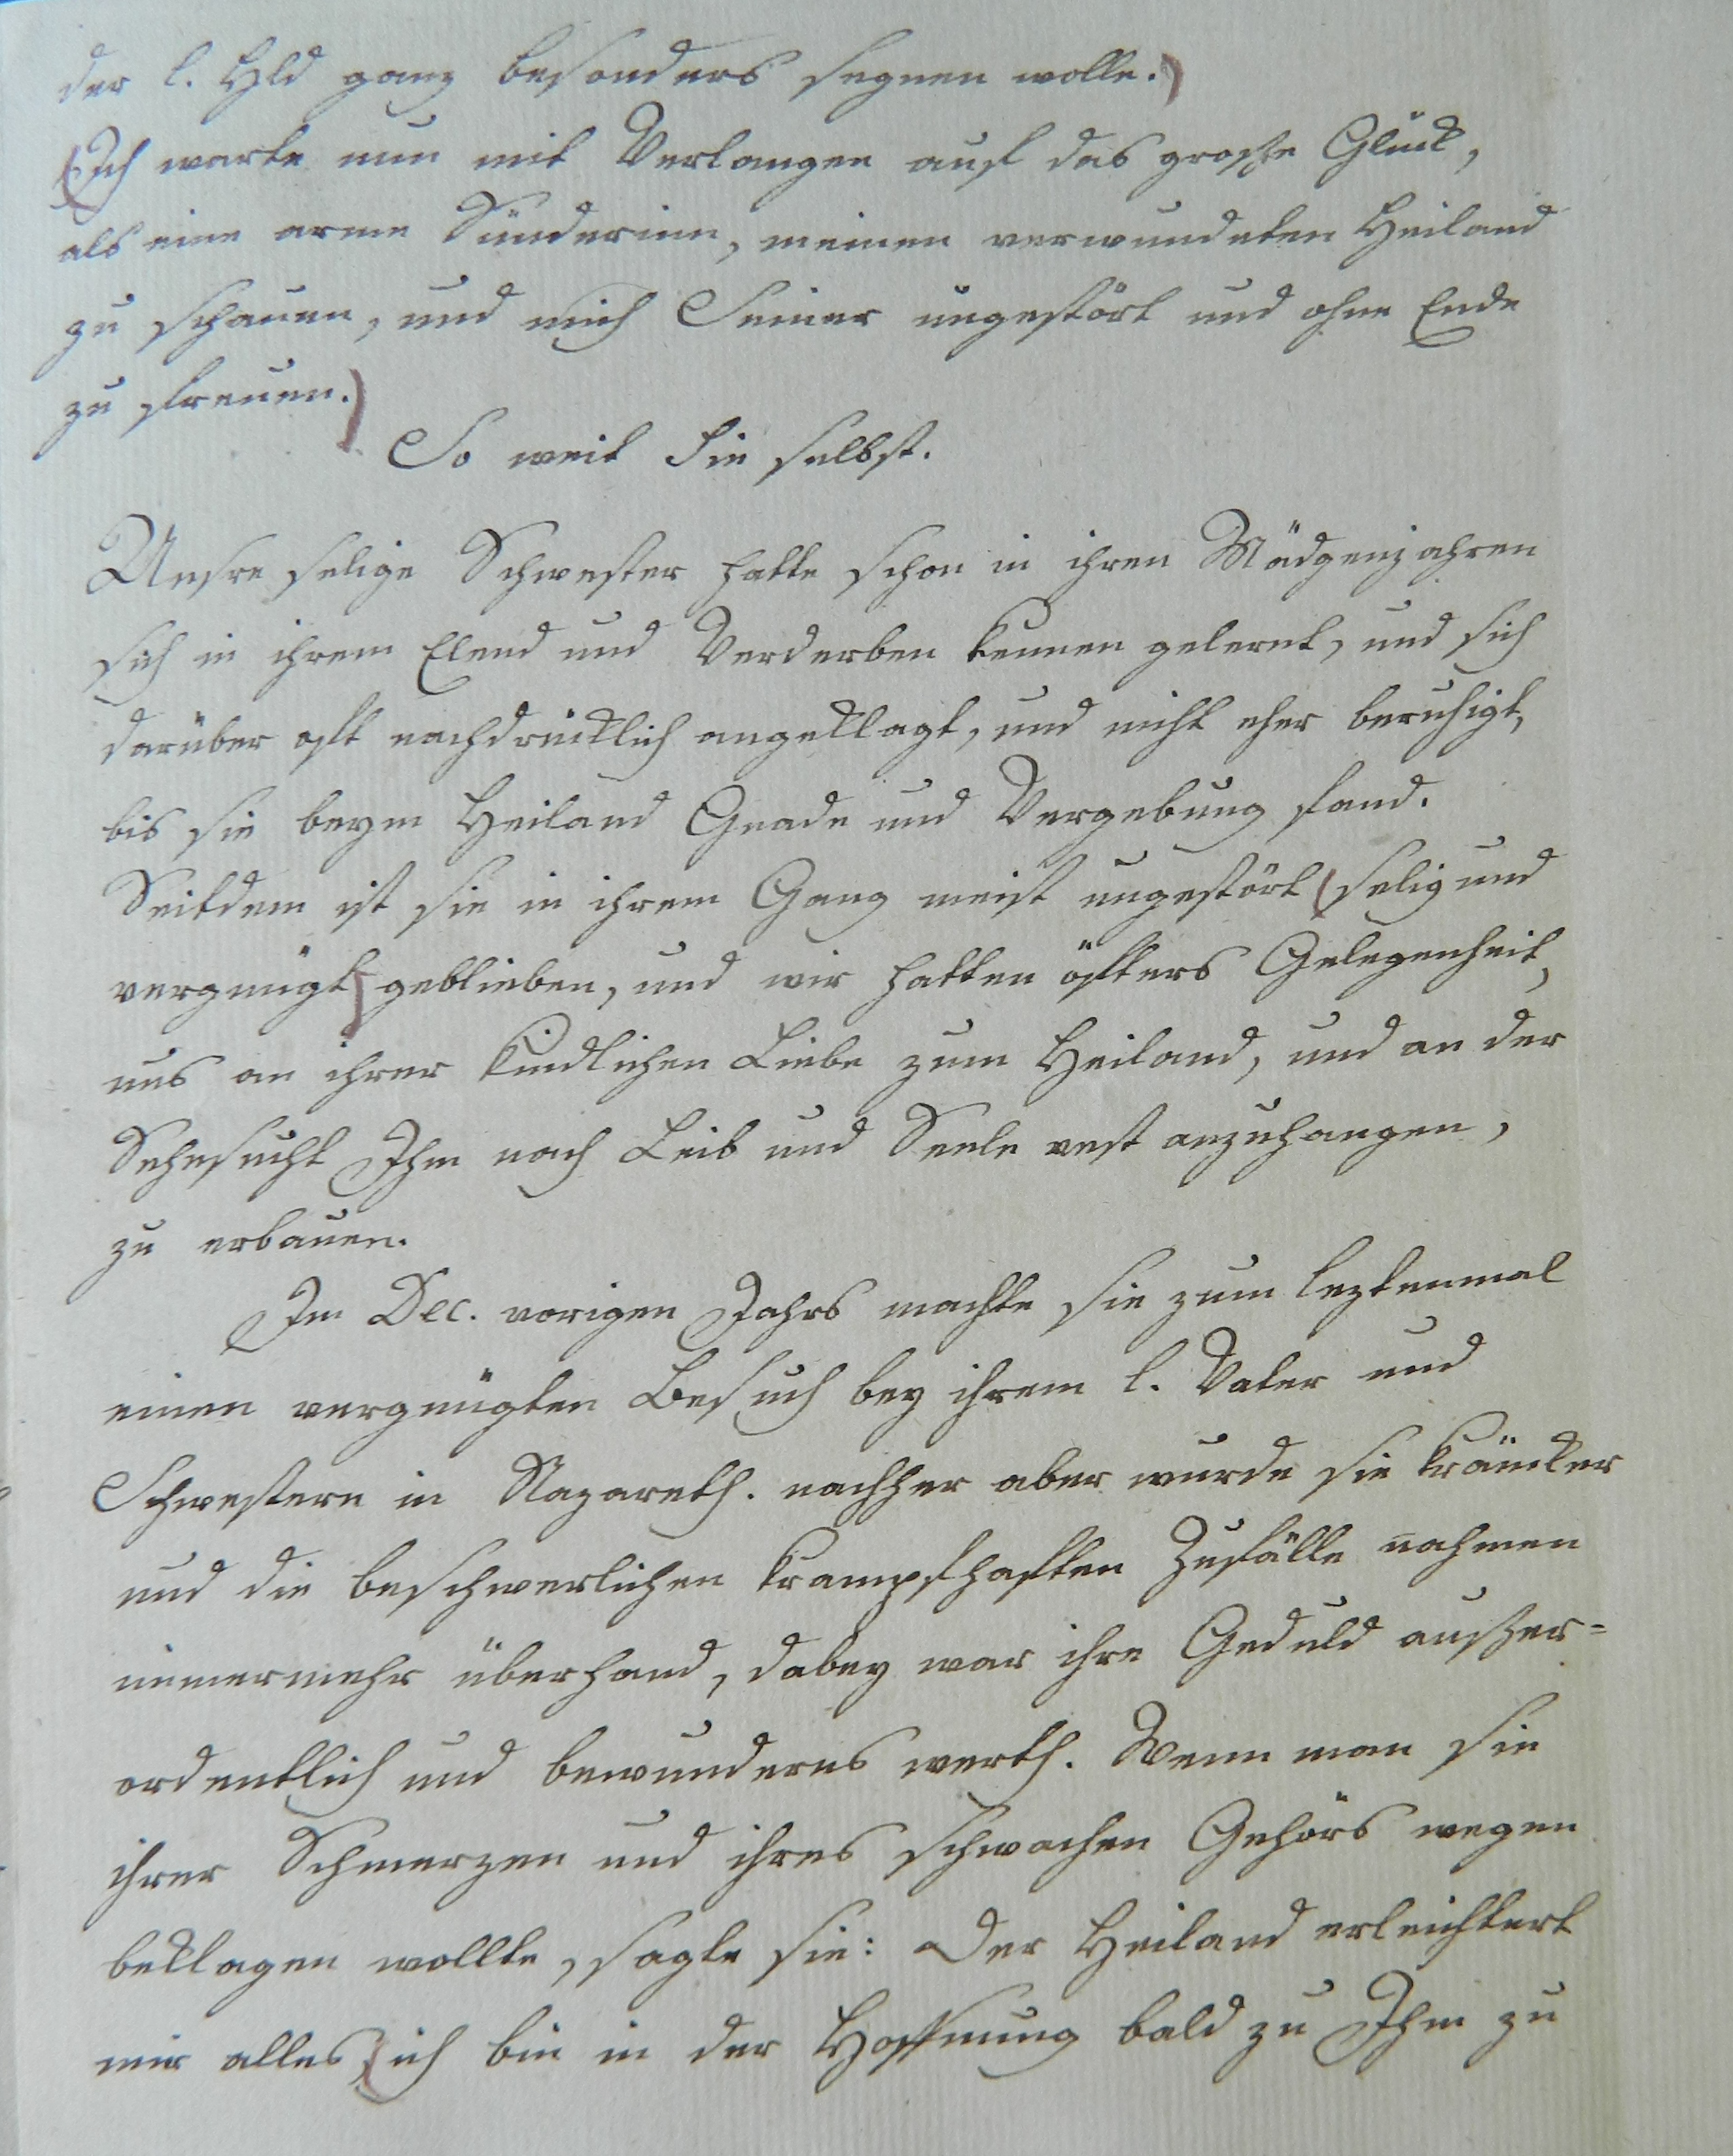 der l. Hld ganz besonders segnen wolle.)
(Ich warte nun mit Verlangen auf das große Glück,
als eine arme Sünderinn, meinen verwundeten Heiland
zu schauen, und mich Seiner ungestört und ohne Ende
zu freuen.)
So weit sie selbst.
Unsre selige Schwester hatte schon in ihren Mädgenjahren
sich in ihrem Elend und Verderben kennen gelernt, und sich
darüber oft nachdrücklich angeklagt, und nicht eher beruhigt,
bis sie beym Heiland Gnade und Vergebung fand.
Seitdem ist sie in ihrem Gang meist ungestört (selig und
vergnügt) geblieben, und wir hatten öfters Gelegenheit,
uns an ihrer kindlichen Liebe zum Heiland, und an der
Sehnsucht Ihm nach Leib und Seele vest anzuhangen,
zu erbauen.
Im Dec. vorigen Jahrs machte sie zum leztenmal
einen vergnügten Besuch bey ihrem l. Vater und
Schwestern in Nazareth. nachher aber wurde sie kräncker
und die beschwerlichen krampfhaften Zufälle nahmen
immermehr überhand, dabey war ihre Geduld außer=
ordentlich und bewunderns werth. Wenn man sie
ihrer Schmerzen und ihres schwachen Gehörs wegen
beklagen wollte, sagte sie: Der Heiland erleichtert
mir alles, (ich bin in der Hoffnung bald zu Ihm zu